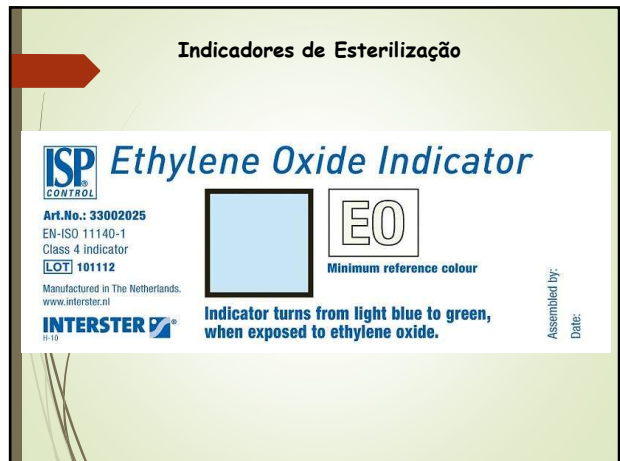 Indicadores de Esterilização
ISP®
CONTROL
Ethylene Oxide Indicator
Art.No.: 33002025
EN-ISO 11140-1
Class 4 indicator
LOT 101112
Manufactured in The Netherlands.
www.interster.nl
INTERSTER ®
H-10
EO
Minimum reference colour
Indicator turns from light blue to green,
when exposed to ethylene oxide.
Assembled by:
Date: